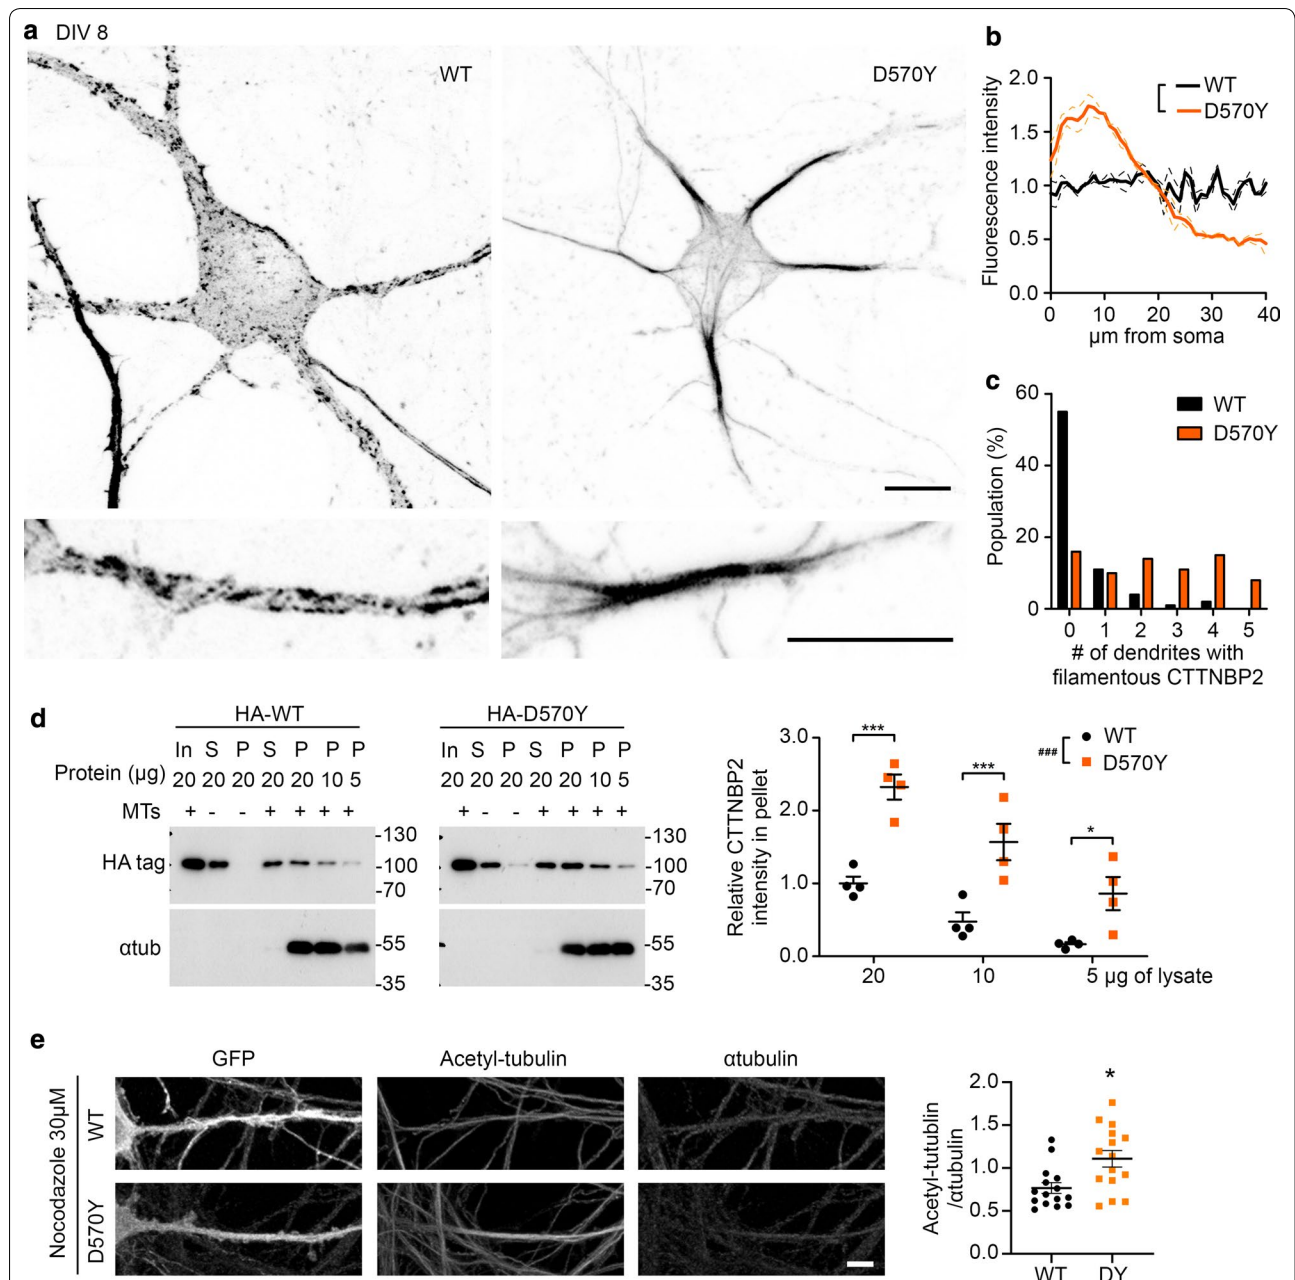 a DIV 8
WT
D570Y
b
Fluorescence intensity
2.0
1.5
1.0
0.5
0.0
0 10 20 30 40
µm from soma
WT
D570Y
c
Population (%)
60
40
20
0
0 1 2 3 4 5
# of dendrites with
filamentous CTTNBP2
WT
D570Y
d
HA-WT
In S P S P P P
Protein (µg) 20 20 20 20 20 10 5
MTs + - - + + + +
HA tag
-130
-100
-70
αtub
-55
-35
HA-D570Y
In S P S P P P
20 20 20 20 20 10 5
+ - - + + + +
-130
-100
-70
-55
-35
Relative CTTNBP2
intensity in pellet
3.0
2.0
1.0
0.0
*** *** *
### WT
D570Y
20 10 5 µg of lysate
e
GFP Acetyl-tubulin αtubulin
Nocodazole 30µM
WT
D570Y
Acetyl-tutublin
/αtubulin
2.0
1.5
1.0
0.5
0.0
*
WT DY